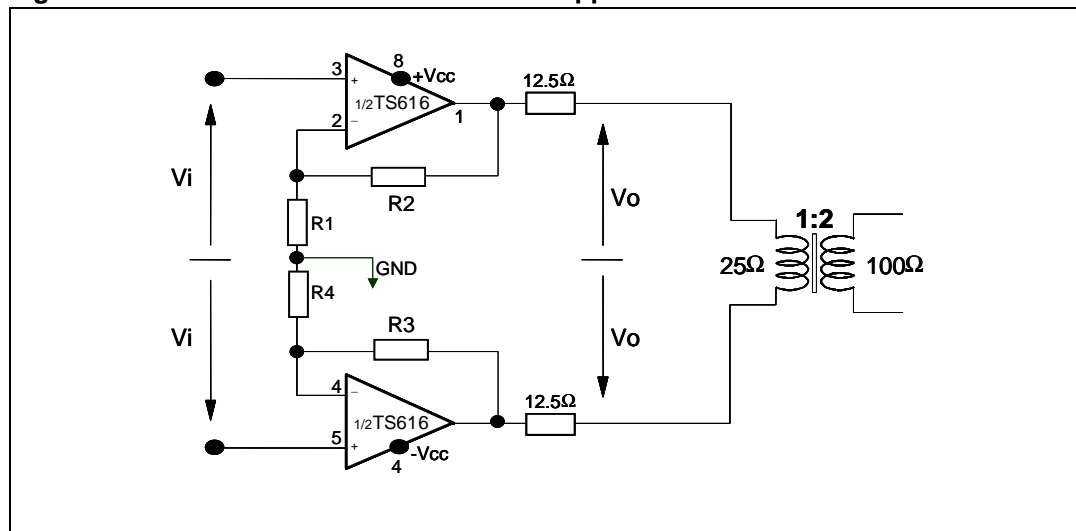 8
3
+
+Vcc
1/2TS616
1
2
_
12.5Ω
Vi
R2
Vo
R1
1:2
GND
25Ω
100Ω
R4
Vi
R3
Vo
4
_
1/2TS616
12.5Ω
5
+
-Vcc
4